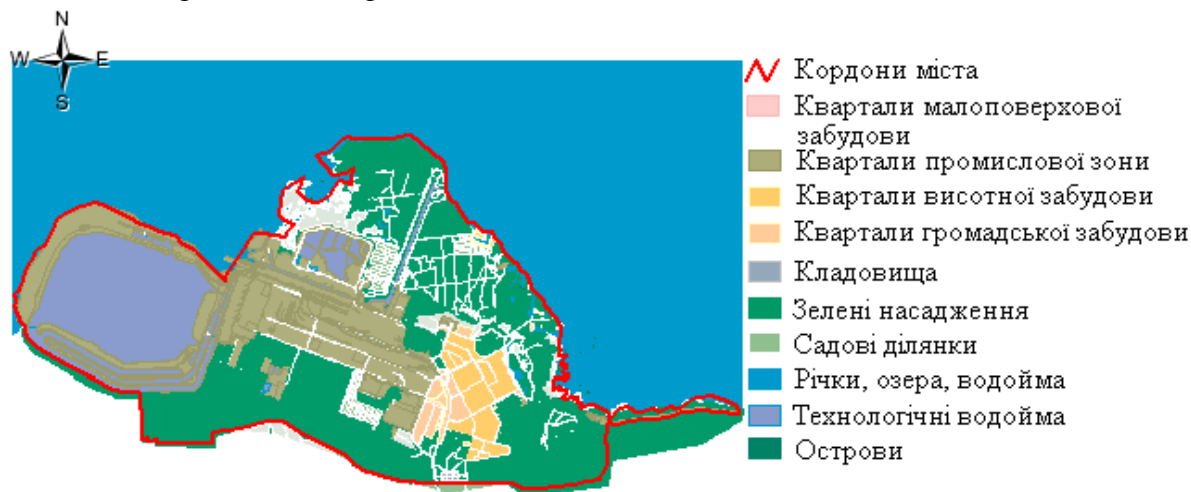 N
W E
S
Кордони міста
Квартали малоповерхової
забудови
Квартали промислової зони
Квартали висотної забудови
Квартали громадської забудови
Кладовища
Зелені насадження
Садові ділянки
Річки, озера, водойма
Технологічні водойма
Острови